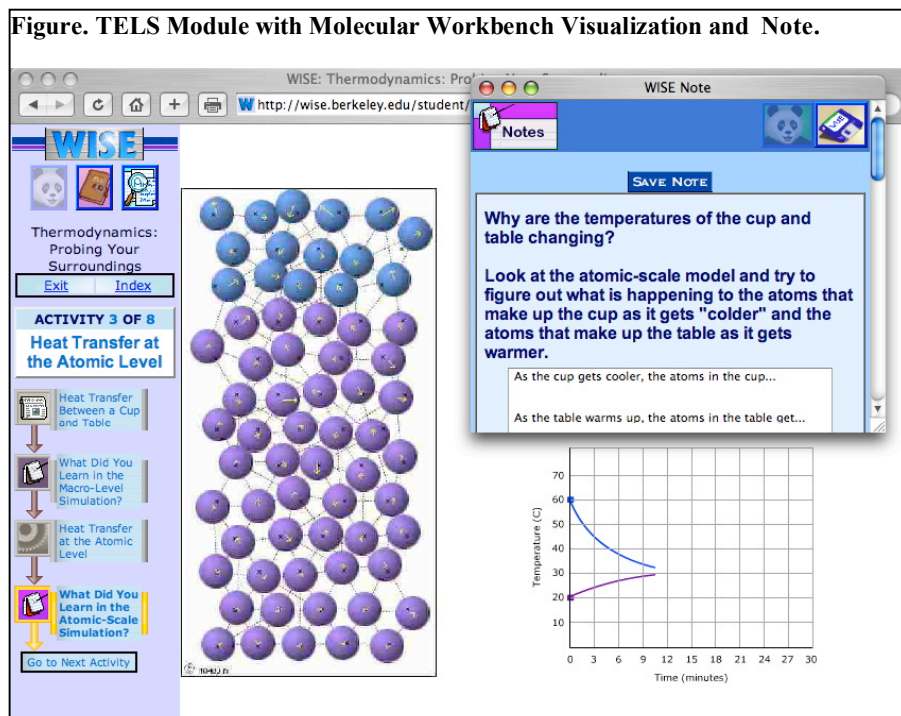 Figure. TELS Module with Molecular Workbench Visualization and Note.
WISE: Thermodynamics: Pro
http://wise.berkeley.edu/student/
WISE
Thermodynamics:
Probing Your
Surroundings
Exit Index
ACTIVITY 3 OF 8
Heat Transfer at
the Atomic Level
Heat Transfer
Between a Cup
and Table
What Did You
Learn in the
Macro-Level
Simulation?
Heat Transfer
at the Atomic
Level
What Did You
Learn in the
Atomic-Scale
Simulation?
Go to Next Activity
WISE Note
Notes
SAVE NOTE
Why are the temperatures of the cup and
table changing?
Look at the atomic-scale model and try to
figure out what is happening to the atoms that
make up the cup as it gets "colder" and the
atoms that make up the table as it gets
warmer.
As the cup gets cooler, the atoms in the cup...
As the table warms up, the atoms in the table get...
Temperature (C)
70
60
50
40
30
20
10
0 3 6 9 12 15 18 21 24 27 30
Time (minutes)